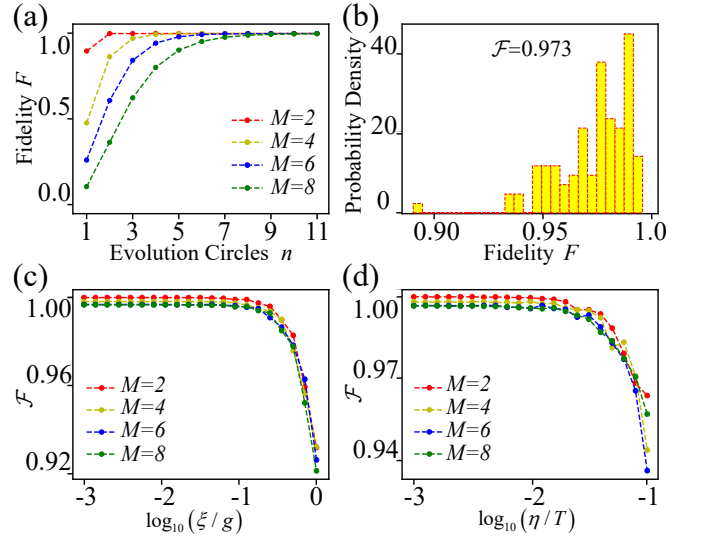 (a)
Fidelity F
1.0
0.5
0.0
M=2
M=4
M=6
M=8
1 3 5 7 9 11
Evolution Circles n
(b)
Probability Density
40
20
0
ℱ=0.973
0.90 0.95 1.0
Fidelity F
(c)
ℱ
1.00
0.96
0.92
M=2
M=4
M=6
M=8
-3 -2 -1 0
log₁₀(ξ/g)
(d)
ℱ
1.00
0.97
0.94
M=2
M=4
M=6
M=8
-3 -2 -1
log₁₀(η/T)